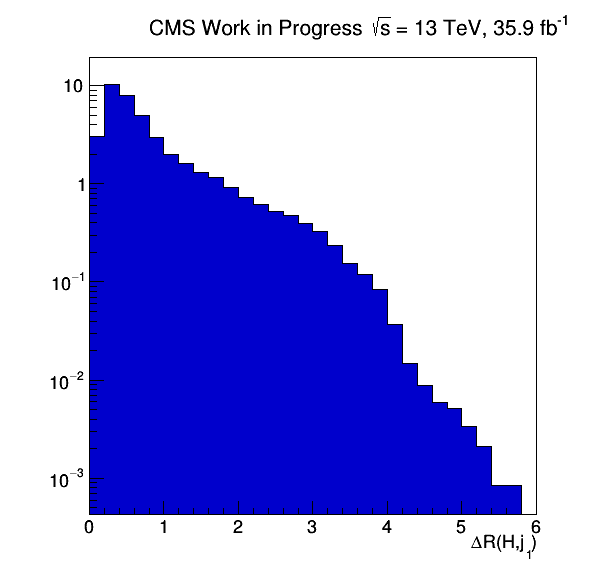 CMS Work in Progress √s = 13 TeV, 35.9 fb⁻¹
10
1
10⁻¹
10⁻²
10⁻³
0 1 2 3 4 5 6
ΔR(H,j₁)